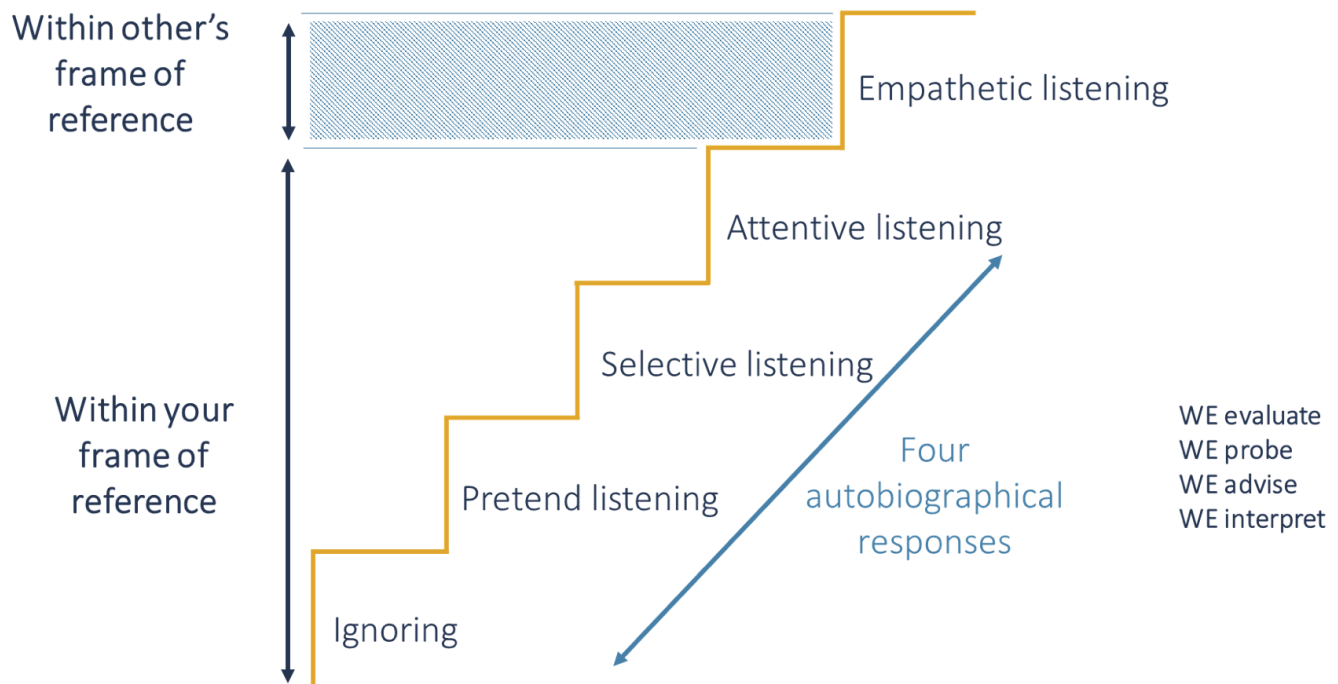 Within other's
frame of
reference
Empathetic listening
Attentive listening
Selective listening
Within your
frame of
reference
Pretend listening
Four
autobiographical
responses
WE evaluate
WE probe
WE advise
WE interpret
Ignoring